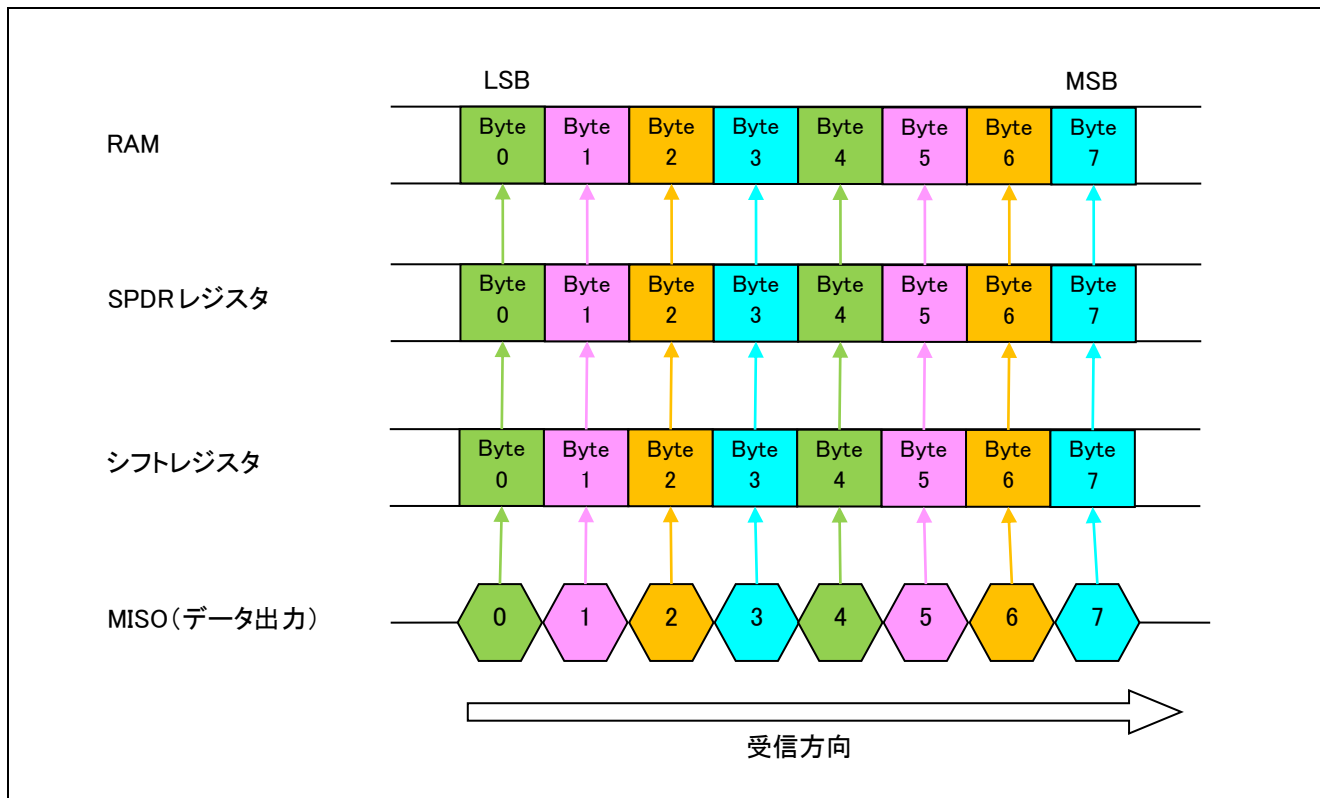 LSB MSB
RAM
Byte Byte Byte Byte Byte Byte Byte Byte
0 1 2 3 4 5 6 7
SPDRレジスタ
Byte Byte Byte Byte Byte Byte Byte Byte
0 1 2 3 4 5 6 7
シフトレジスタ
Byte Byte Byte Byte Byte Byte Byte Byte
0 1 2 3 4 5 6 7
MISO(データ出力) 0 1 2 3 4 5 6 7
受信方向